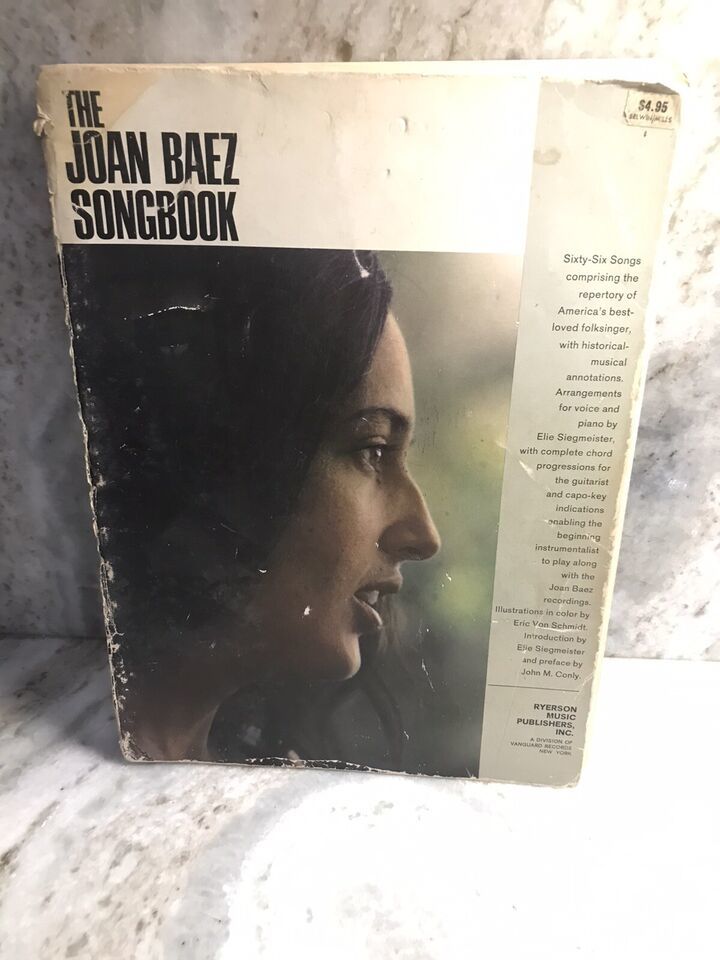 THE
JOAN BAEZ
SONGBOOK
$4.95
BELWIN/MILLS
Sixty-Six Songs
comprising the
repertory of
America's best-
loved folksinger,
with historical-
musical
annotations.
Arrangements
for voice and
piano by
Elie Siegmeister,
with complete chord
progressions for
the guitarist
and capo-key
indications
enabling the
beginning
instrumentalist
to play along
with the
Joan Baez
recordings.
Illustrations in color by
Eric Von Schmidt.
Introduction by
Elie Siegmeister
and preface by
John M. Conly.
RYERSON
MUSIC
PUBLISHERS,
INC.
A DIVISION OF
VANGUARD RECORDS
NEW YORK